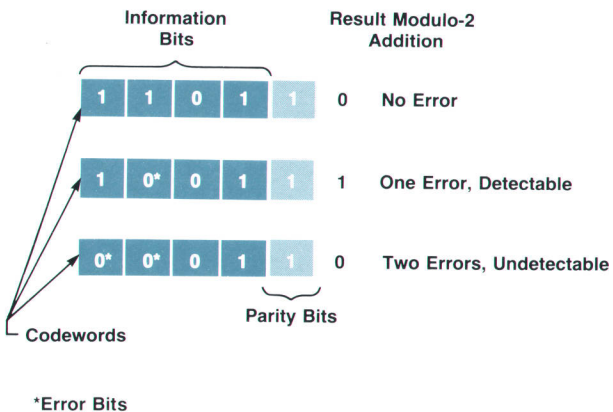 Information Bits
Result Modulo-2 Addition
1 1 0 1 1 0 No Error
1 0* 0 1 1 1 One Error, Detectable
0* 0* 0 1 1 0 Two Errors, Undetectable
Parity Bits
Codewords
*Error Bits